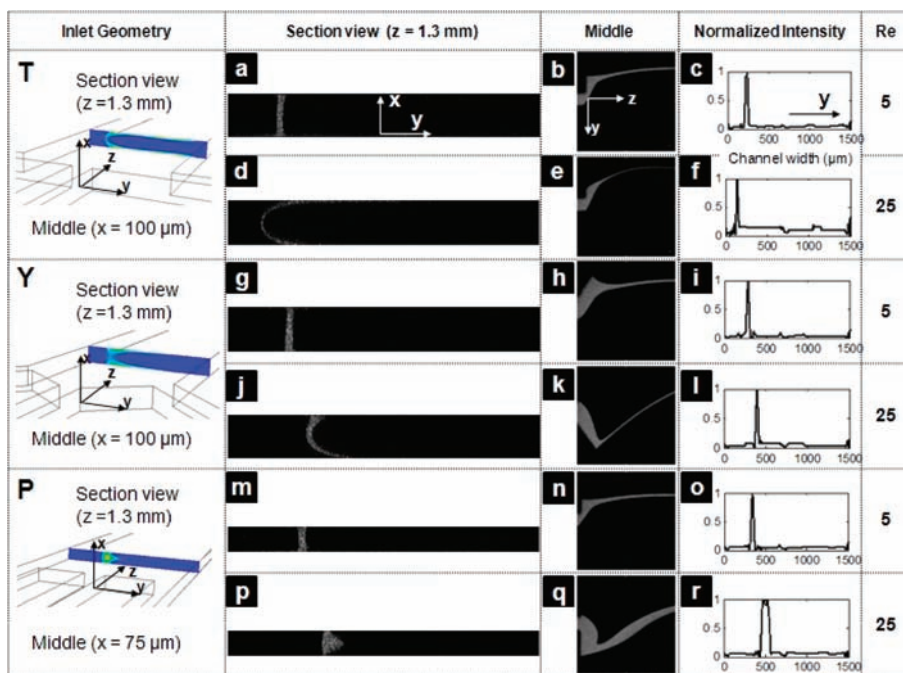 Inlet Geometry Section view (z = 1.3 mm) Middle Normalized Intensity Re
T Section view
(z =1.3 mm)
x
z
y
Middle (x = 100 µm)
a
x
y
b
z
y
c
1
0.5
0
y
0 500 1000 1500
Channel width (µm)
5
d
e
f
1
0.5
0
0 500 1000 1500
25
Y Section view
(z =1.3 mm)
x
z
y
Middle (x = 100 µm)
g
h
i
1
0.5
0
0 500 1000 1500
5
j
k
l
1
0.5
0
0 500 1000 1500
25
P Section view
(z =1.3 mm)
x
z
y
Middle (x = 75 µm)
m
n
o
1
0.5
0
0 500 1000 1500
5
p
q
r
1
0.5
0
0 500 1000 1500
25